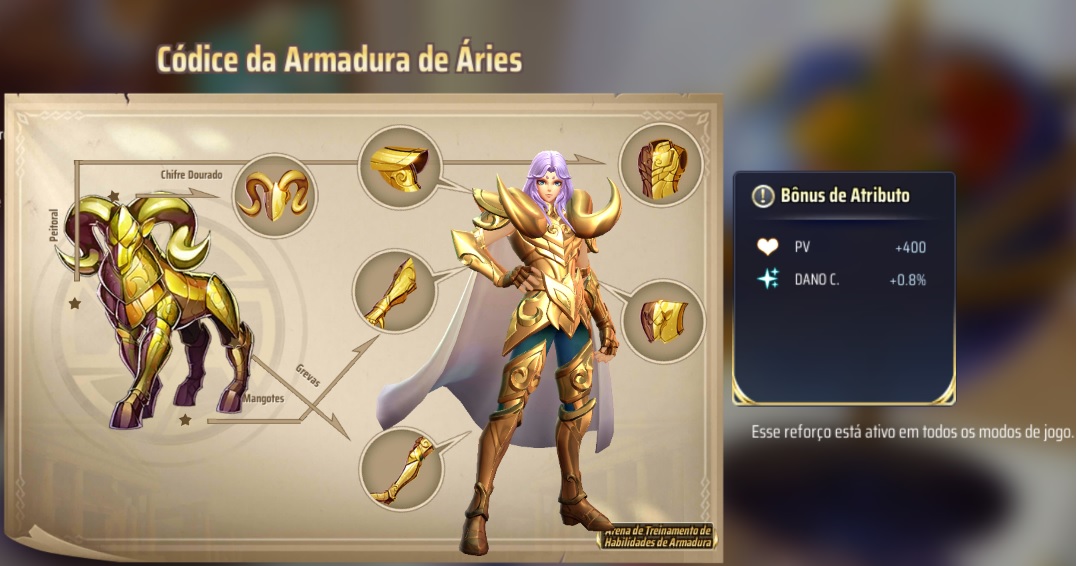 Códice da Armadura de Áries
Chifre Dourado
Peitoral
Grevas
Mangotes
Arena de Treinamento de
Habilidades de Armadura
Bônus de Atributo
PV +400
DANO C. +0.8%
Esse reforço está ativo em todos os modos de jogo.